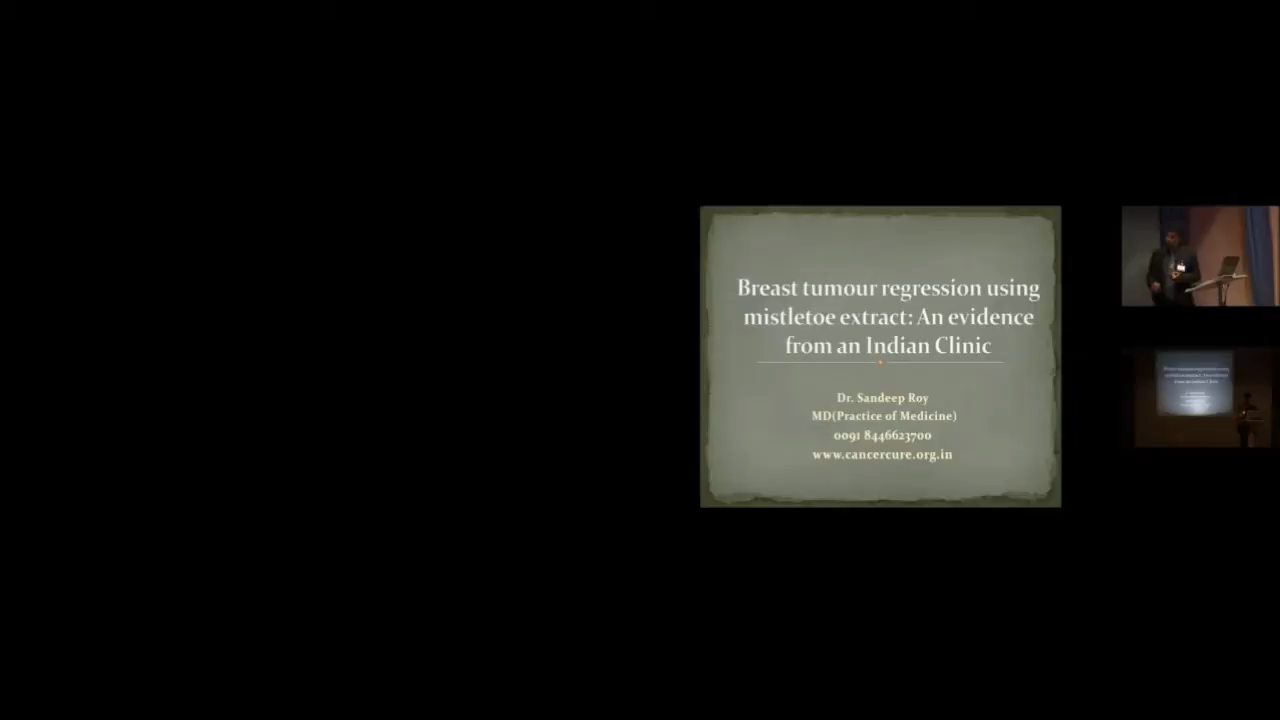 Breast tumour regression using
mistletoe extract: An evidence
from an Indian Clinic
Dr. Sandeep Roy
MD(Practice of Medicine)
0091 8446623700
www.cancercure.org.in